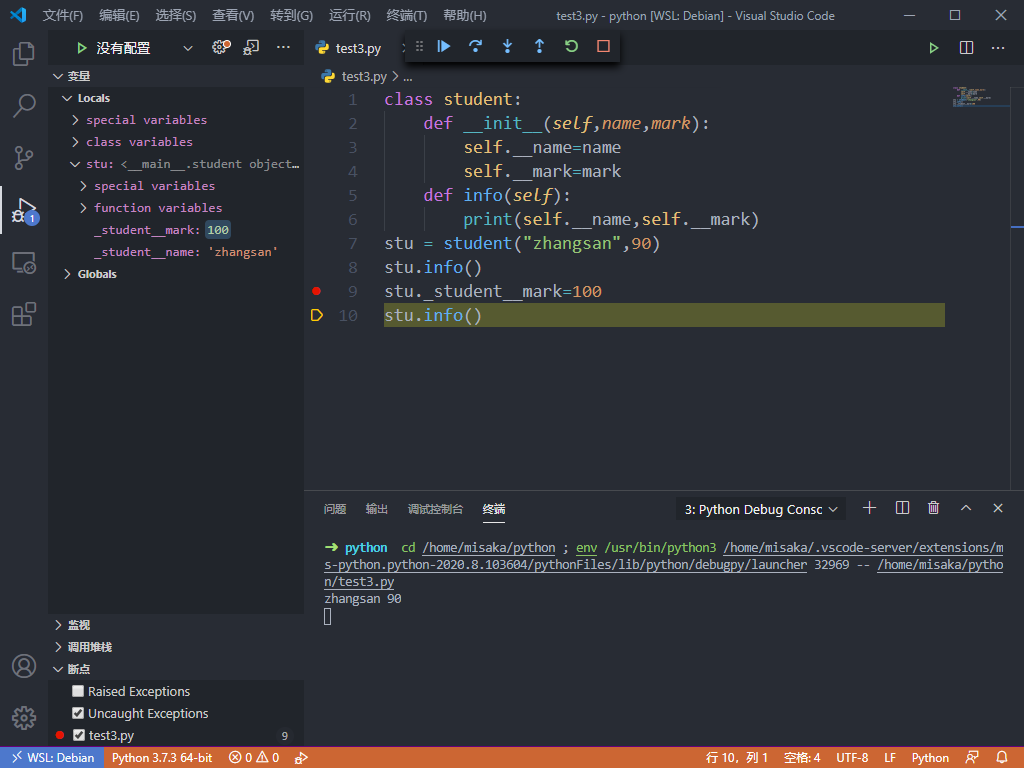 文件(F) 编辑(E) 选择(S) 查看(V) 转到(G) 运行(R) 终端(T) 帮助(H) test3.py - python [WSL: Debian] - Visual Studio Code
没有配置
test3.py
变量
Locals
special variables
class variables
stu: <__main__.student object…
special variables
function variables
_student__mark: 100
_student__name: 'zhangsan'
Globals
监视
调用堆栈
断点
Raised Exceptions
Uncaught Exceptions
test3.py 9
1
test3.py > ...
1 class student:
2 def __init__(self,name,mark):
3 self.__name=name
4 self.__mark=mark
5 def info(self):
6 print(self.__name,self.__mark)
7 stu = student("zhangsan",90)
8 stu.info()
9 stu._student__mark=100
10 stu.info()
问题 输出 调试控制台 终端 3: Python Debug Consc
➜ python cd /home/misaka/python ; env /usr/bin/python3 /home/misaka/.vscode-server/extensions/m
s-python.python-2020.8.103604/pythonFiles/lib/python/debugpy/launcher 32969 -- /home/misaka/pytho
n/test3.py
zhangsan 90
WSL: Debian Python 3.7.3 64-bit 0 0 行 10，列 1 空格: 4 UTF-8 LF Python